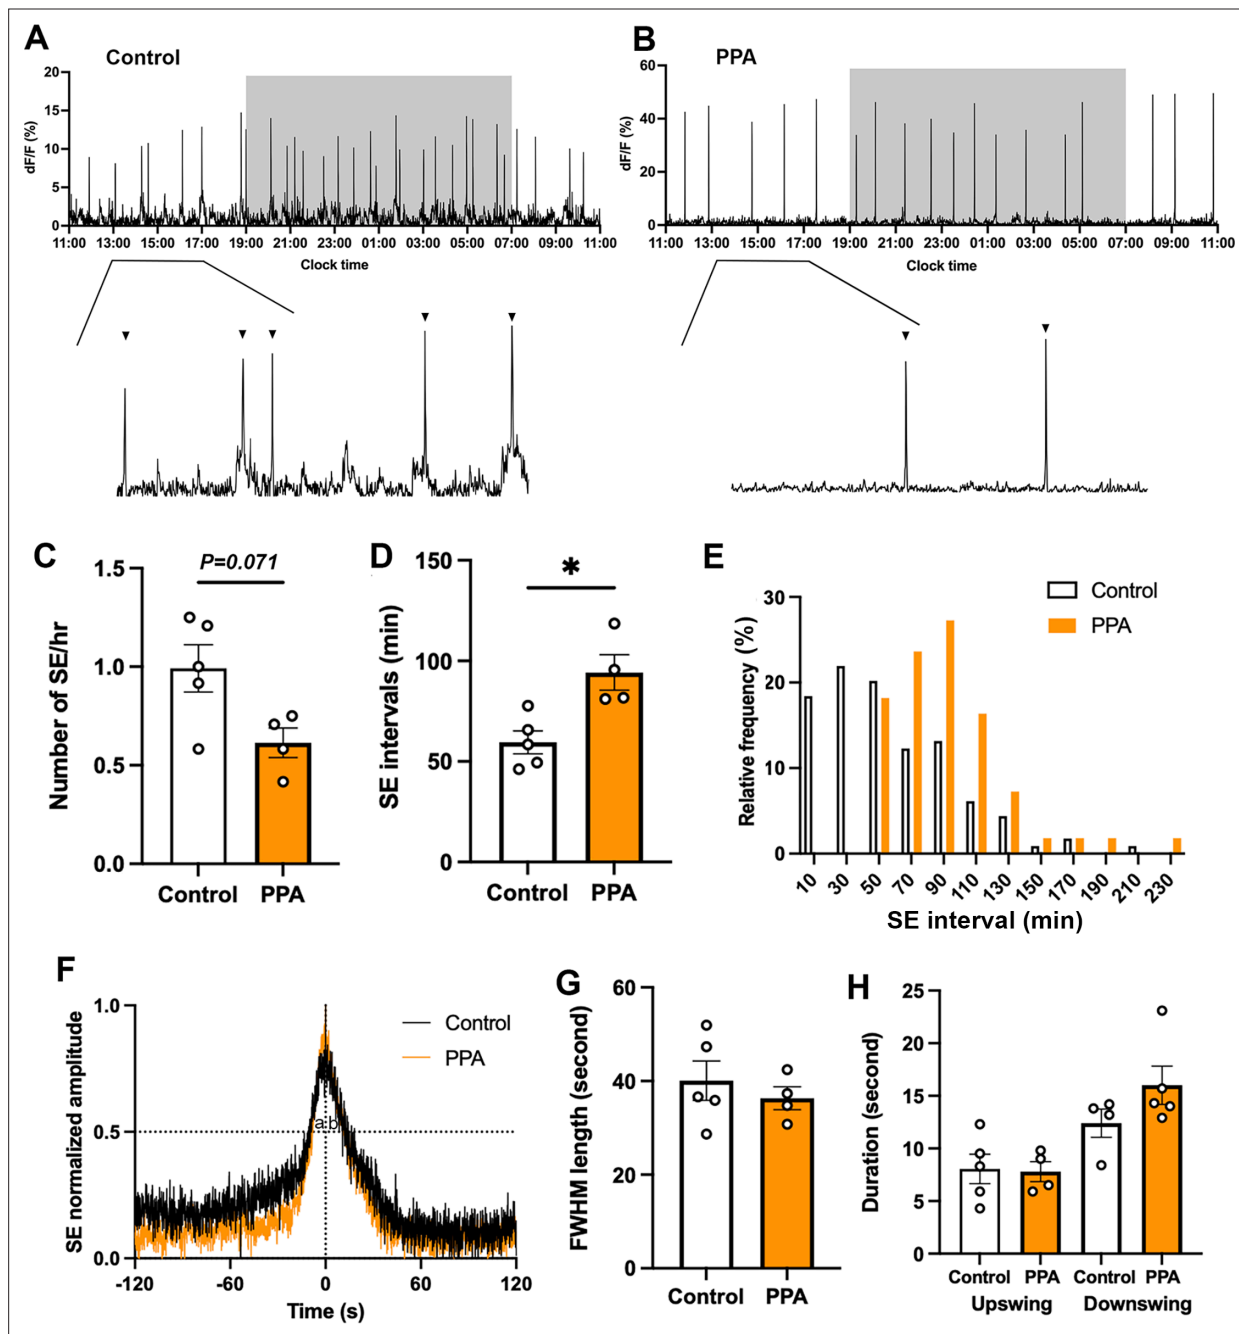 A
Control
20
15
10
5
0
dF/F (%)
11:00 13:00 15:00 17:00 19:00 21:00 23:00 01:00 03:00 05:00 07:00 09:00 11:00
Clock time
B
PPA
60
40
20
0
dF/F (%)
11:00 13:00 15:00 17:00 19:00 21:00 23:00 01:00 03:00 05:00 07:00 09:00 11:00
Clock time
C
P=0.071
1.5
1.0
0.5
0.0
Number of SE/hr
Control PPA
D
*
150
100
50
0
SE intervals (min)
Control PPA
E
Control
PPA
30
20
10
0
Relative frequency (%)
10 30 50 70 90 110 130 150 170 190 210 230
SE interval (min)
F
1.0
0.5
0.0
SE normalized amplitude
Control
PPA
a b
-120 -60 0 60 120
Time (s)
G
60
40
20
0
FWHM length (second)
Control PPA
H
25
20
15
10
5
0
Duration (second)
Control PPA Control PPA
Upswing Downswing